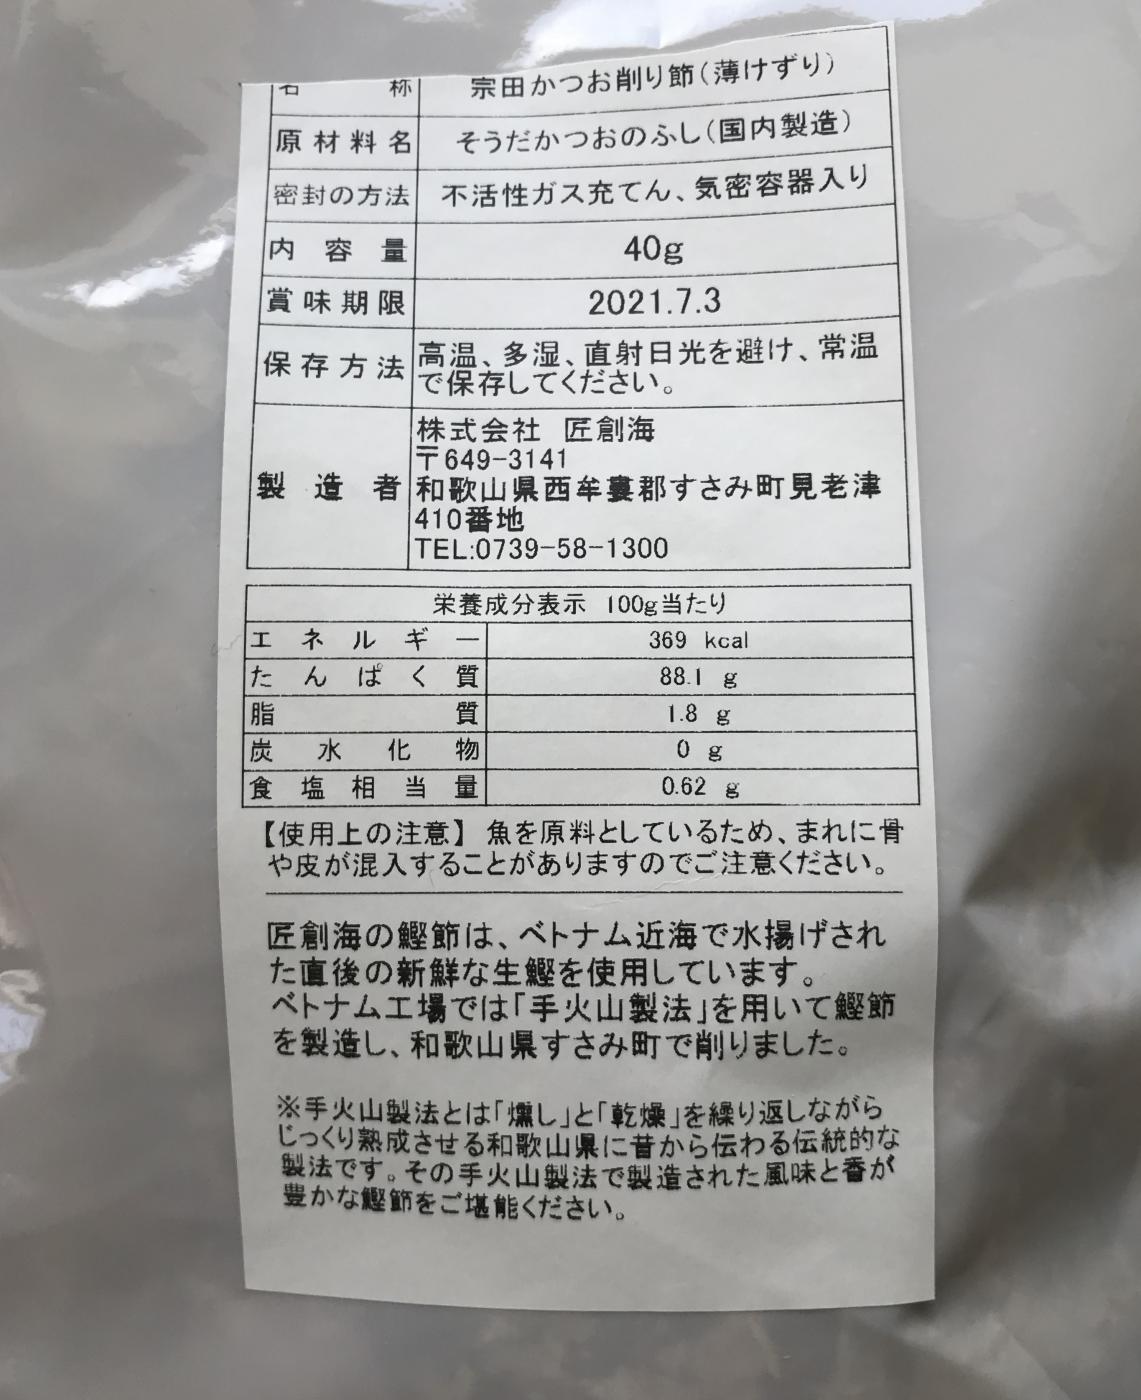 名称 宗田かつお削り節(薄けずり)
原材料名 そうだかつおのふし(国内製造)
密封の方法 不活性ガス充てん、気密容器入り
内容量 40g
賞味期限 2021.7.3
保存方法 高温、多湿、直射日光を避け、常温
で保存してください。
製造者 株式会社 匠創海
〒649-3141
和歌山県西牟婁郡すさみ町見老津
410番地
TEL:0739-58-1300
栄養成分表示 100g当たり
エネルギー 369 kcal
たんぱく質 88.1 g
脂質 1.8 g
炭水化物 0 g
食塩相当量 0.62 g
【使用上の注意】 魚を原料としているため、まれに骨
や皮が混入することがありますのでご注意ください。
匠創海の鰹節は、ベトナム近海で水揚げされ
た直後の新鮮な生鰹を使用しています。
ベトナム工場では「手火山製法」を用いて鰹節
を製造し、和歌山県すさみ町で削りました。
※手火山製法とは「燻し」と「乾燥」を繰り返しながら
じっくり熟成させる和歌山県に昔から伝わる伝統的な
製法です。その手火山製法で製造された風味と香が
豊かな鰹節をご堪能ください。